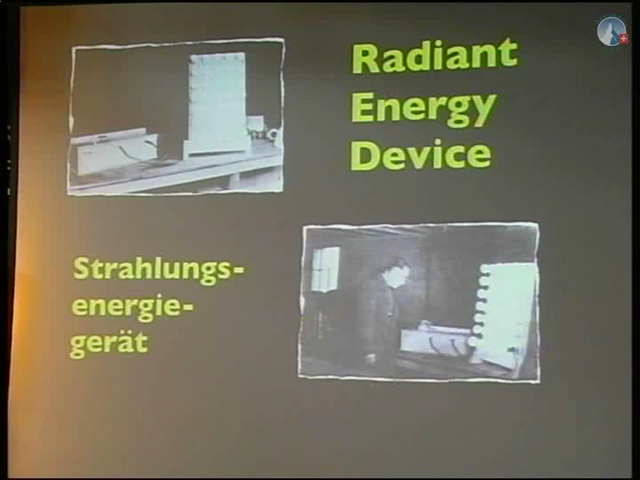 Radiant
Energy
Device
Strahlungs-
energie-
gerät